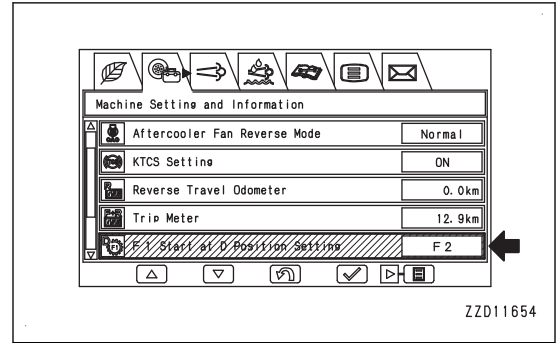 Machine Setting and Information
Aftercooler Fan Reverse Mode Normal
KTCS Setting ON
Reverse Travel Odometer 0.0km
Trip Meter 12.9km
F1 Start at D Position Setting F2
ZZD11654